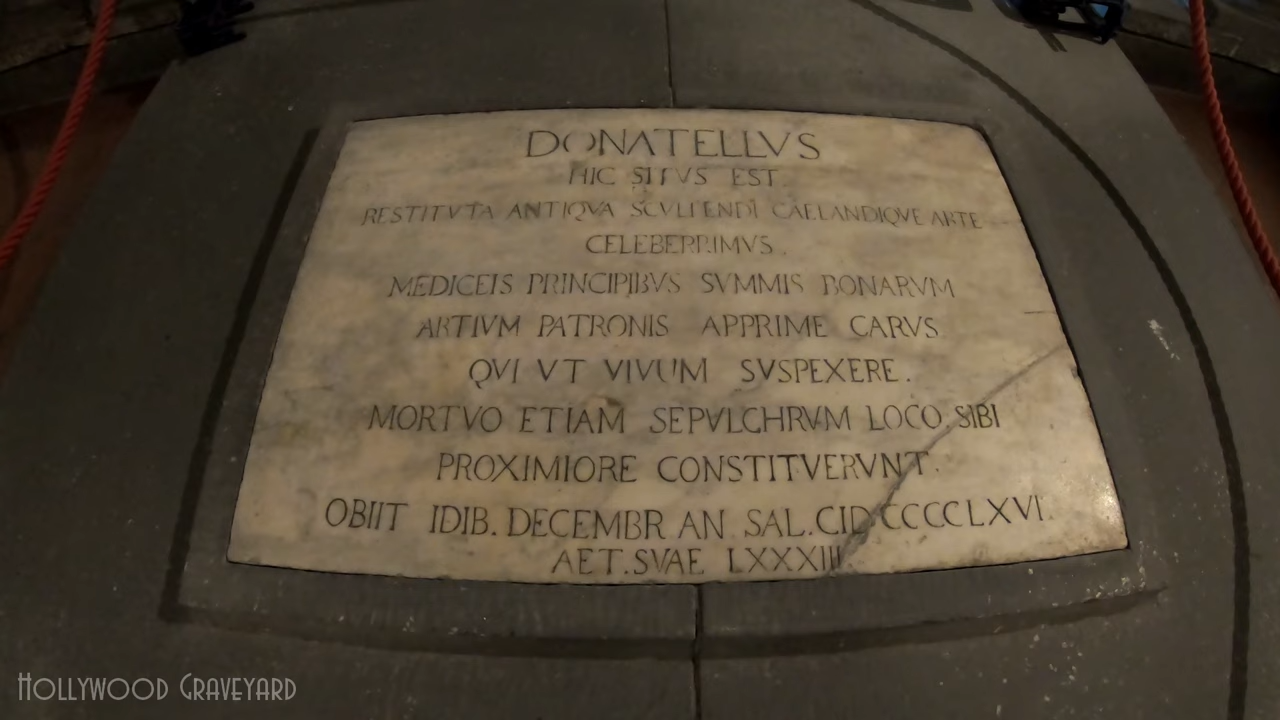 DONATELLVS
HIC SITVS EST.
RESTITVTA ANTIQVA SCVLPENDI CAELANDIQVE ARTE
CELEBERRIMVS.
MEDICEIS PRINCIPIBVS SVMMIS BONARVM
ARTIVM PATRONIS APPRIME CARVS
QVI VT VIVUM SVSPEXERE.
MORTVO ETIAM SEPVLCHRVM LOCO. SIBI
PROXIMIORE CONSTITVERVNT.
OBIIT IDIB. DECEMBR AN SAL. CIƆ CCCCLXVI.
AET. SVAE LXXXIII
HOLLYWOOD GRAVEYARD